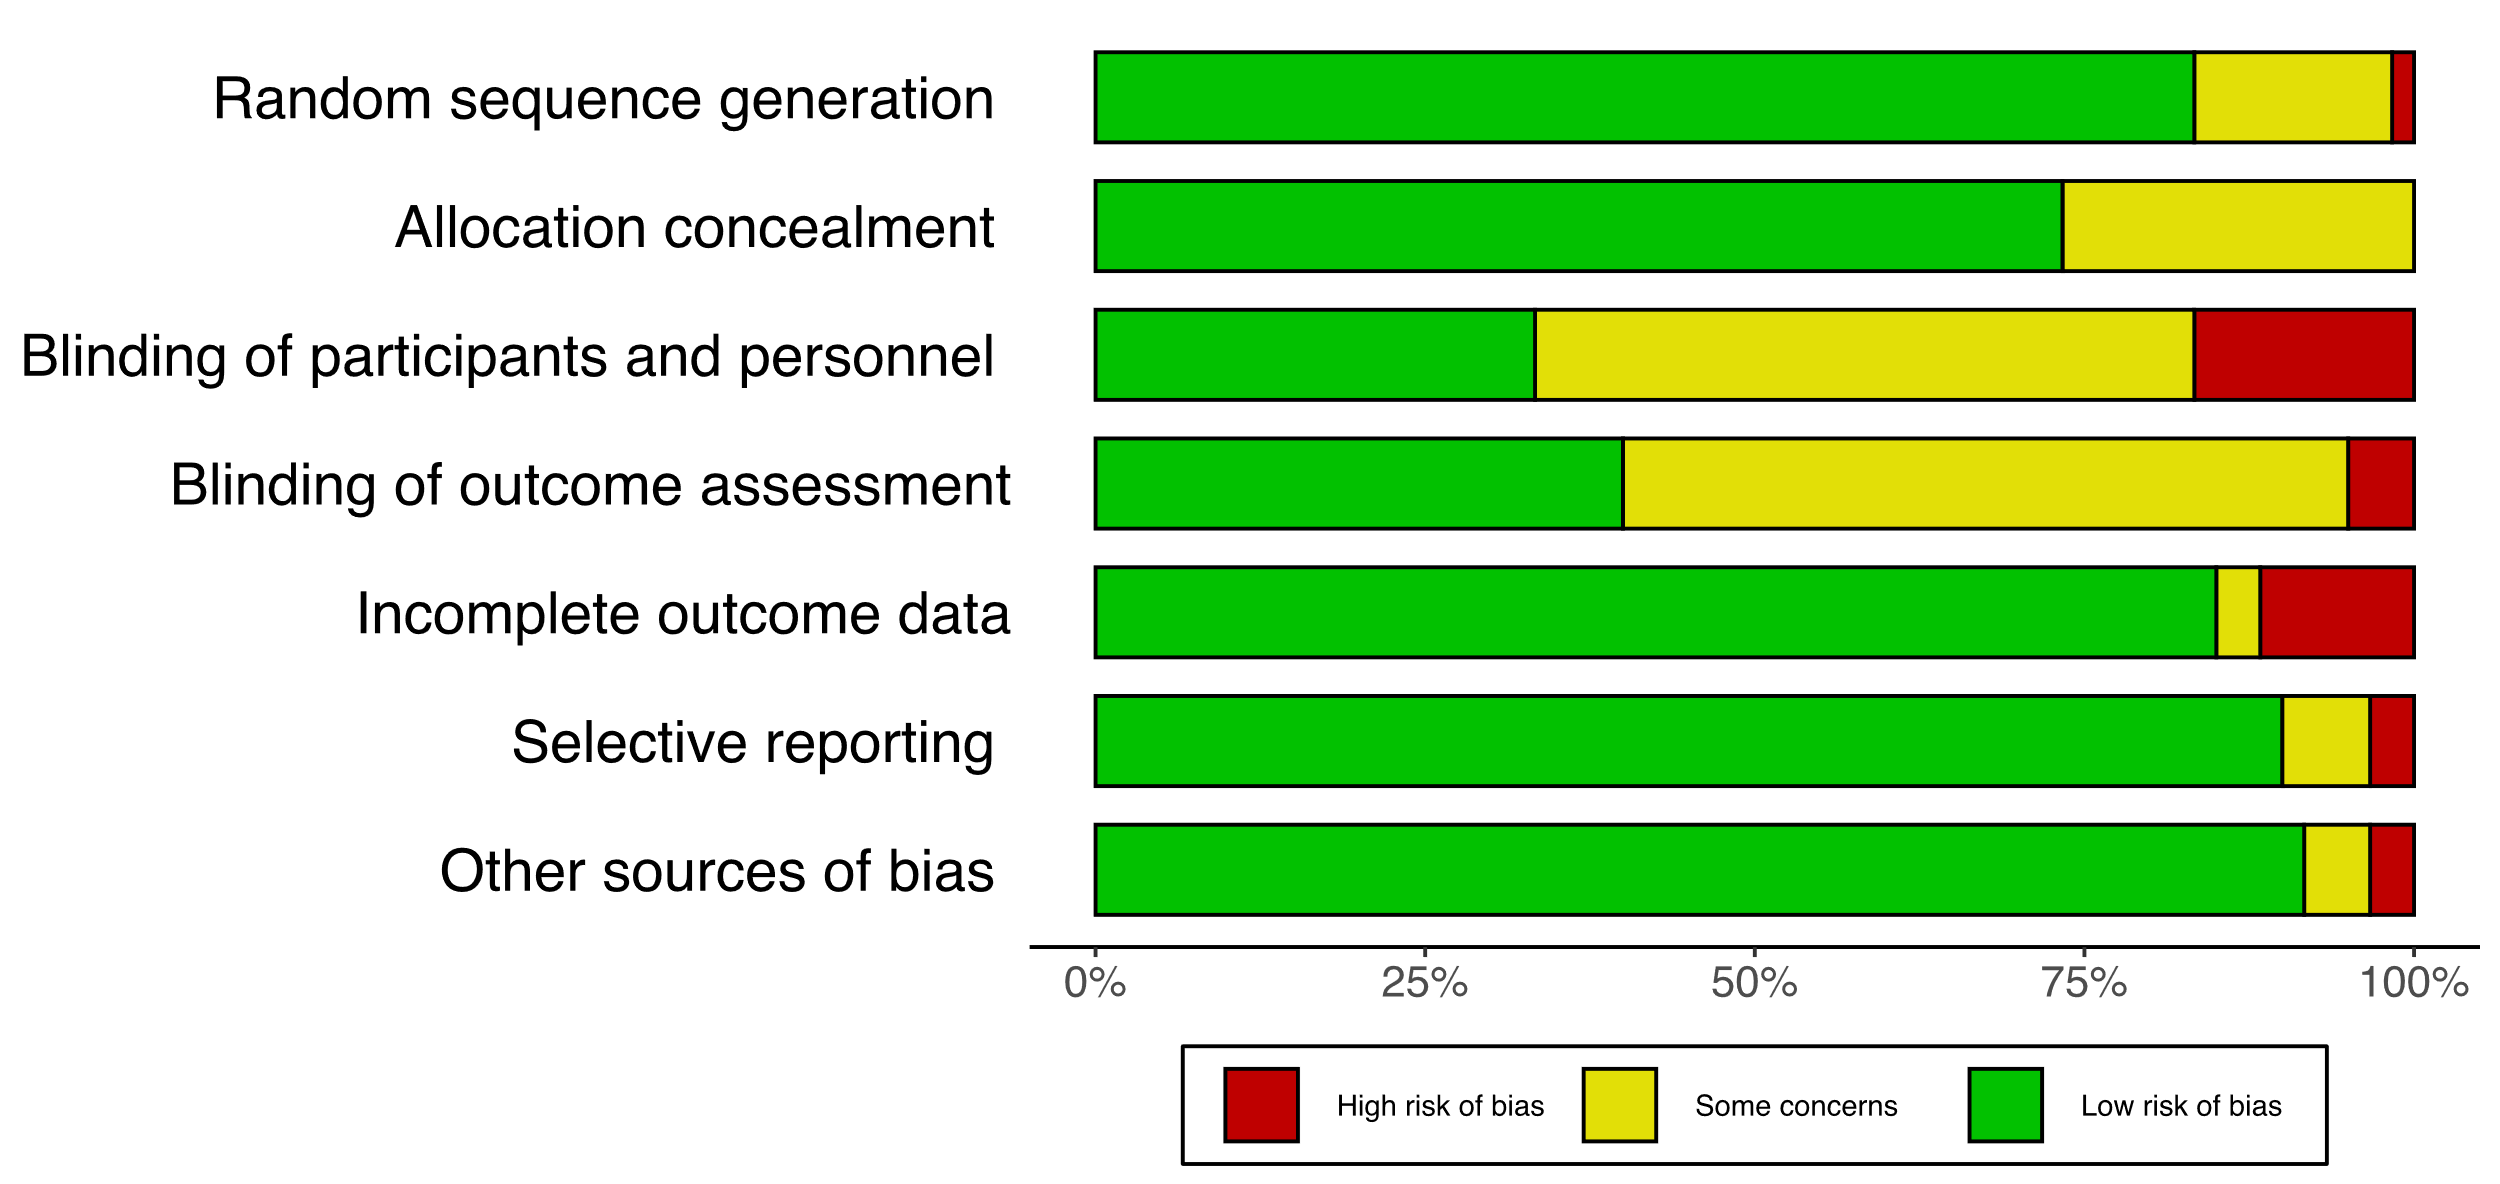 Random sequence generation
Allocation concealment
Blinding of participants and personnel
Blinding of outcome assessment
Incomplete outcome data
Selective reporting
Other sources of bias
0% 25% 50% 75% 100%
High risk of bias Some concerns Low risk of bias